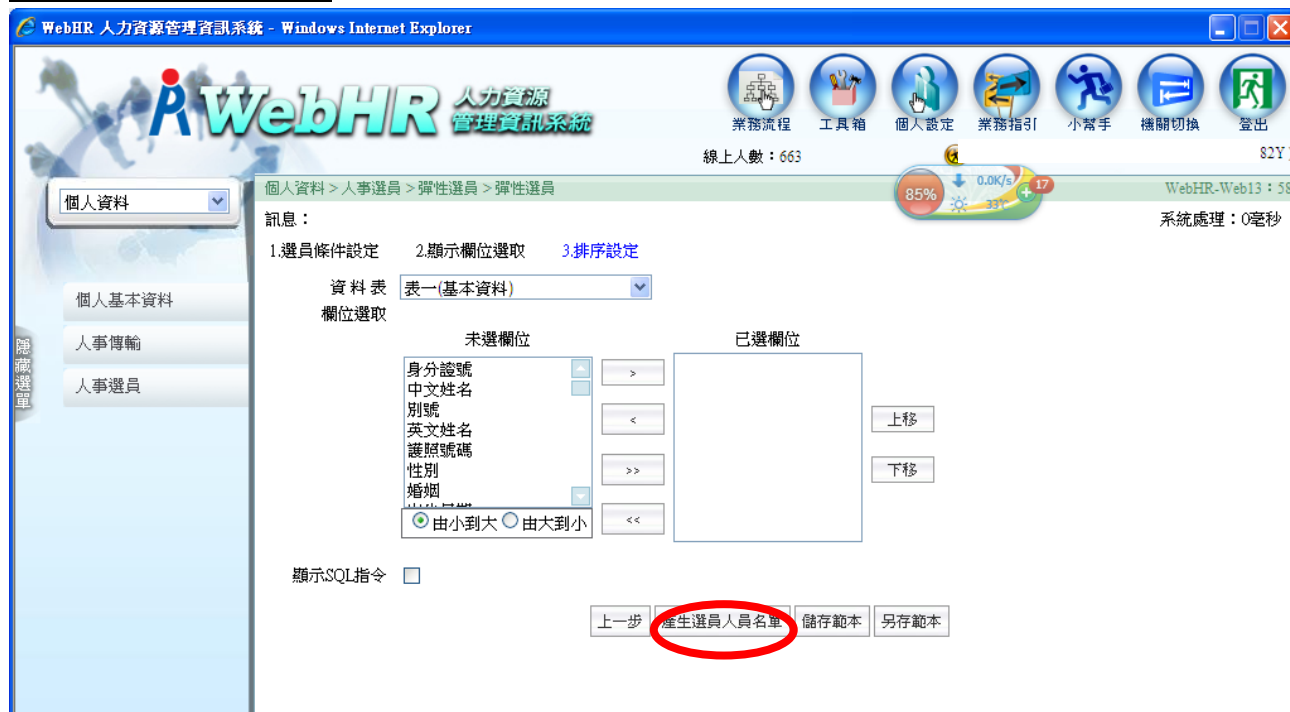 WebHR 人力資源管理資訊系統 - Windows Internet Explorer
WebHR 人力資源
管理資訊系統
業務流程 工具箱 個人設定 業務指引 小幫手 機關切換 登出
線上人數：663
82Y
個人資料
個人資料 > 人事選員 > 彈性選員 > 彈性選員
85%
0.0K/s
17
33℃
WebHR-Web13：58
訊息：
系統處理：0毫秒
1.選員條件設定 2.顯示欄位選取 3.排序設定
個人基本資料
人事傳輸
人事選員
隱藏選單
資料表 表一(基本資料)
欄位選取
未選欄位 已選欄位
身分證號
中文姓名
別號
英文姓名
護照號碼
性別
婚姻
>
<
>>
<<
上移
下移
由小到大 由大到小
顯示SQL指令
上一步 產生選員人員名單 儲存範本 另存範本